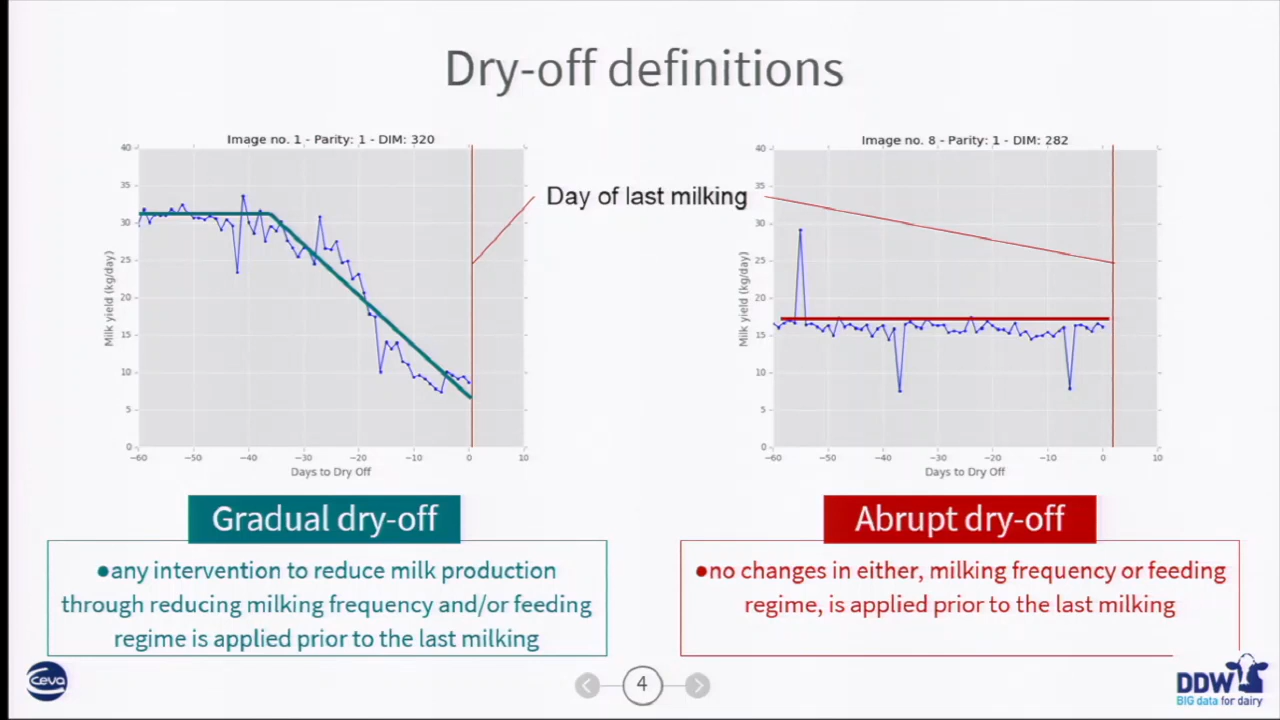 Dry-off definitions
Image no. 1 - Parity: 1 - DIM: 320
40
35
30
25
20
15
10
5
0
Milk yield (kg/day)
−60
−50
−40
−30
−20
−10
0
10
Days to Dry Off
Day of last milking
Image no. 8 - Parity: 1 - DIM: 282
40
35
30
25
20
15
10
5
0
Milk yield (kg/day)
−60
−50
−40
−30
−20
−10
0
10
Days to Dry Off
Gradual dry-off
●any intervention to reduce milk production
through reducing milking frequency and/or feeding
regime is applied prior to the last milking
Abrupt dry-off
●no changes in either, milking frequency or feeding
regime, is applied prior to the last milking
ceva
4
DDW
BIG data for dairy